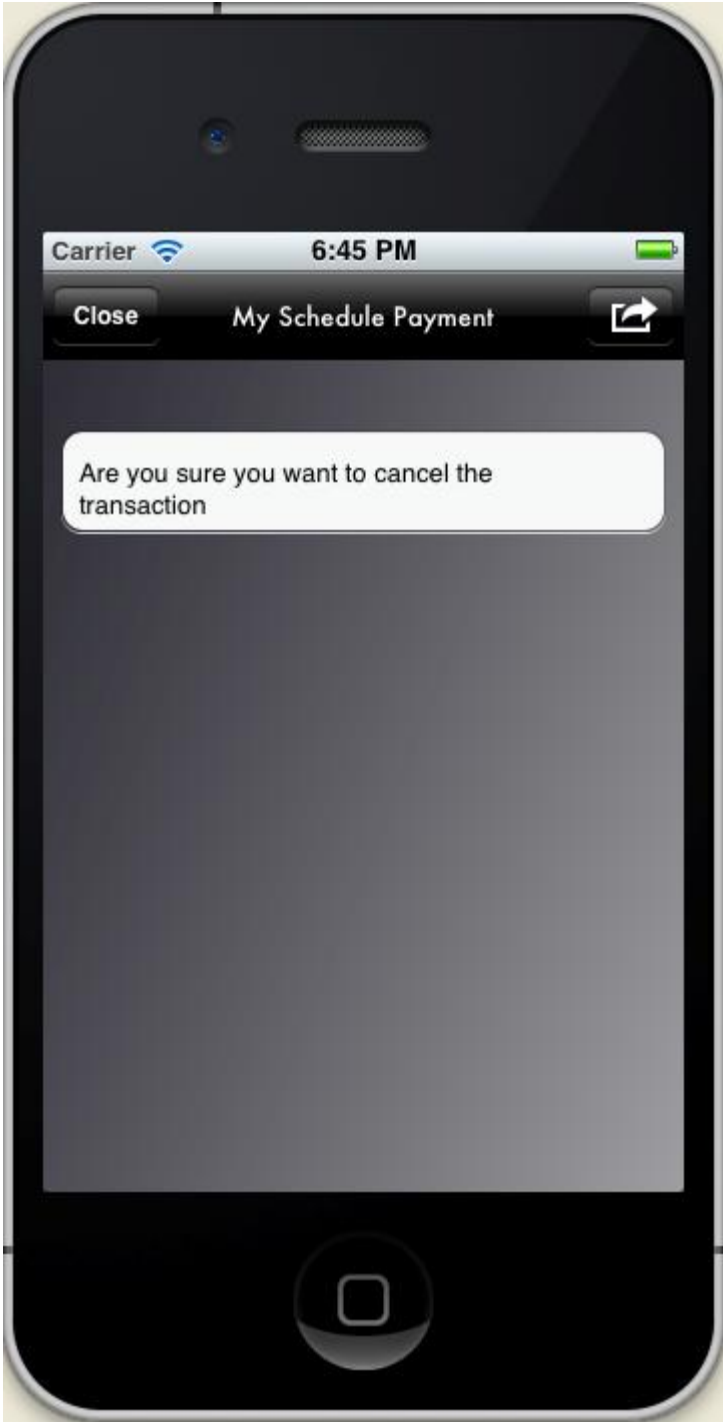 Carrier 6:45 PM
Close My Schedule Payment
Are you sure you want to cancel the
transaction